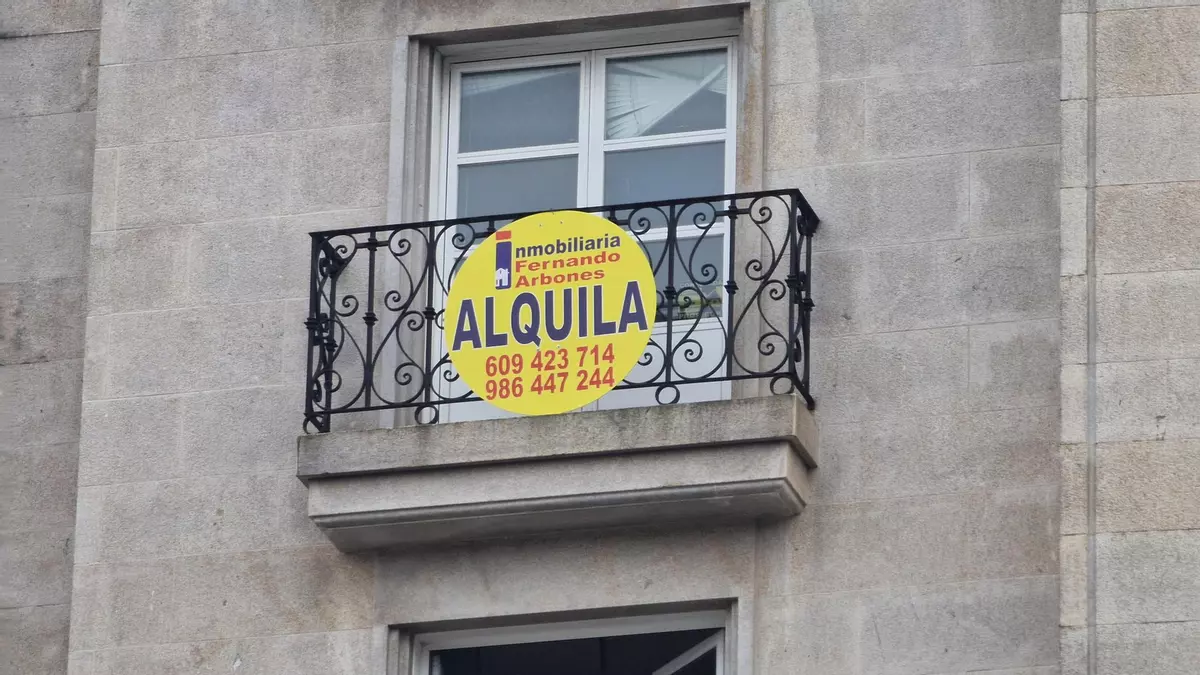 Inmobiliaria
Fernando
Arbones
ALQUILA
609 423 714
986 447 244